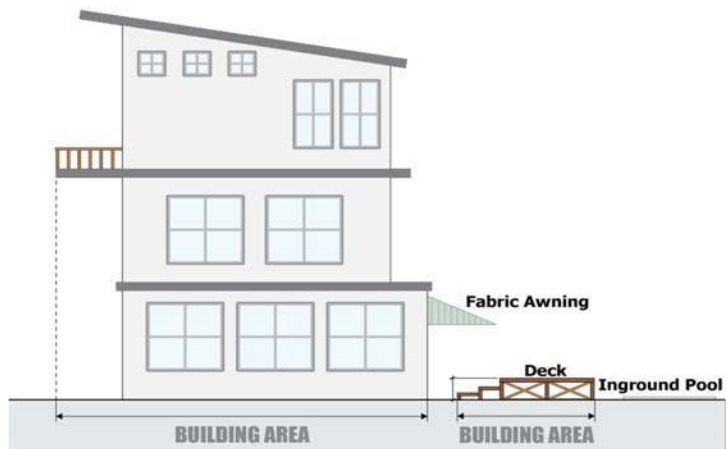 Fabric Awning
Deck
Inground Pool
BUILDING AREA
BUILDING AREA